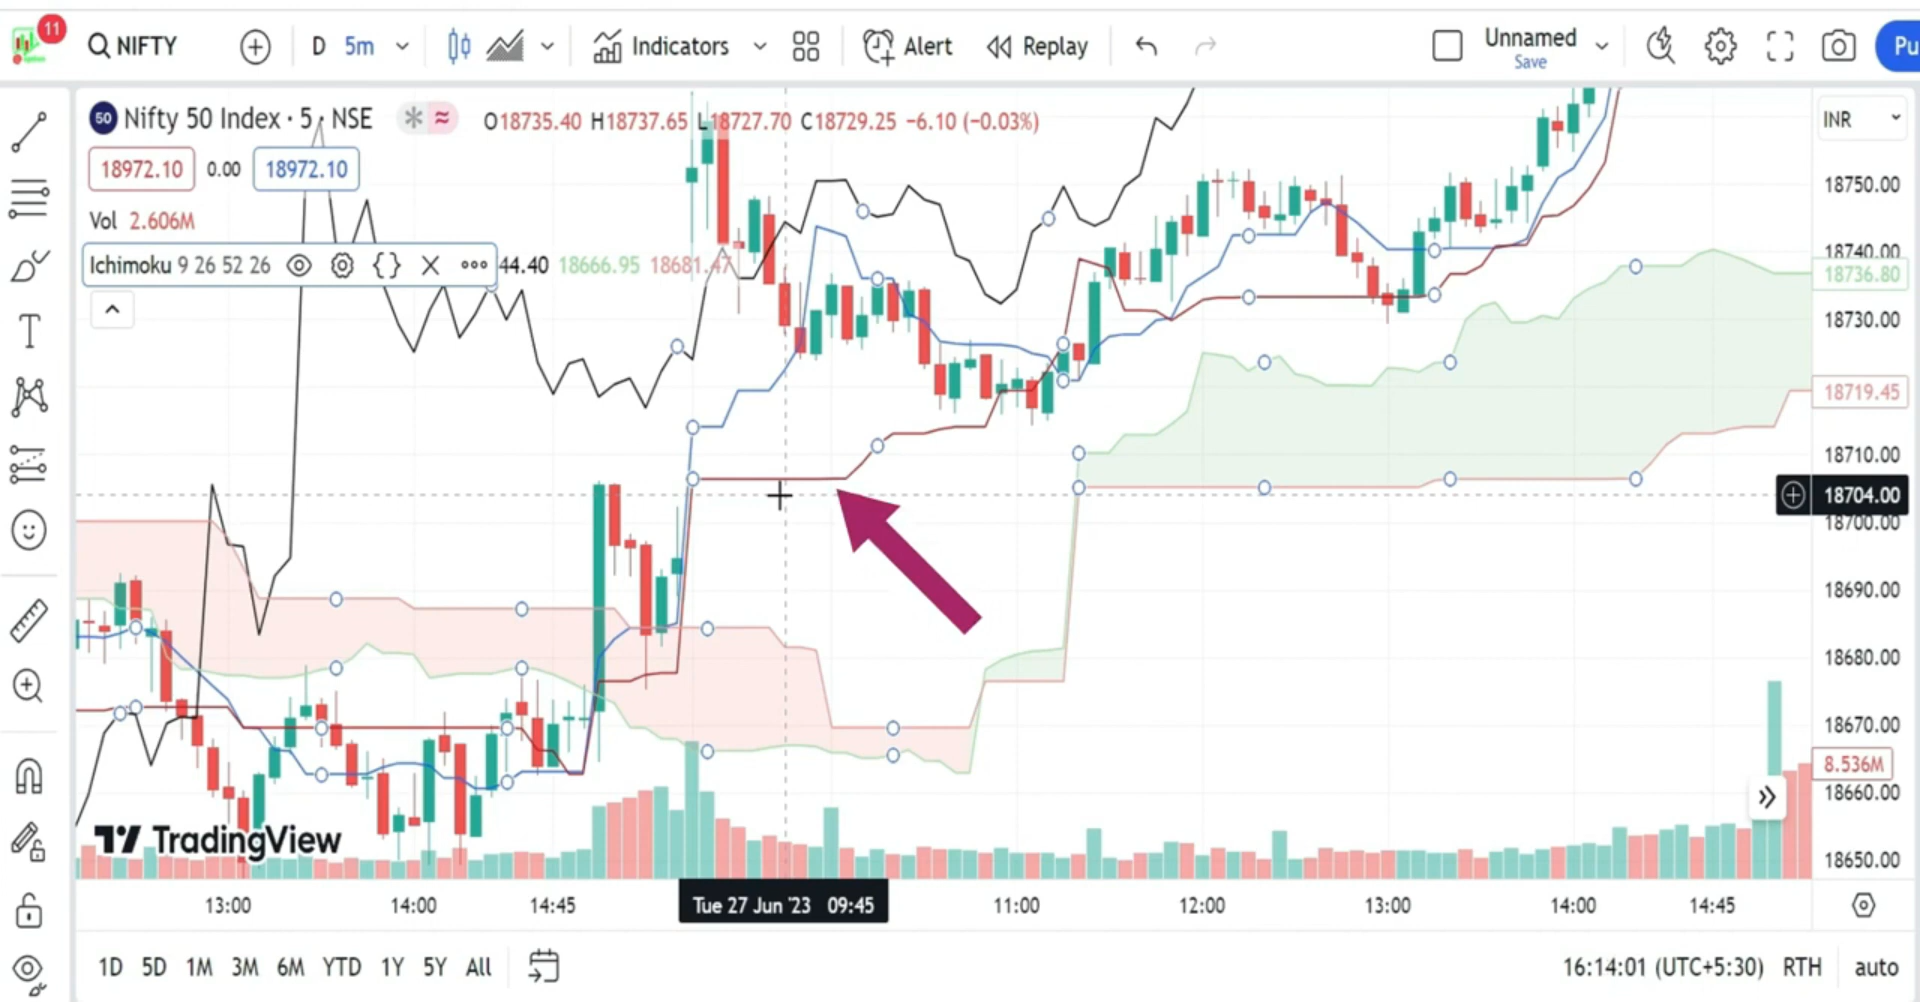 11
NIFTY
D 5m
Indicators
Alert
Replay
Unnamed
Save
Pu
50 Nifty 50 Index · 5 · NSE
O18735.40 H18737.65 L18727.70 C18729.25 −6.10 (−0.03%)
INR
18972.10 0.00 18972.10
Vol 2.606M
Ichimoku 9 26 52 26
44.40 18666.95 18681.47
18750.00
18740.00
18736.80
18730.00
18719.45
18710.00
18704.00
18700.00
18690.00
18680.00
18670.00
8.536M
18660.00
18650.00
TradingView
13:00 14:00 14:45 Tue 27 Jun '23 09:45 11:00 12:00 13:00 14:00 14:45
1D 5D 1M 3M 6M YTD 1Y 5Y All
16:14:01 (UTC+5:30) RTH auto